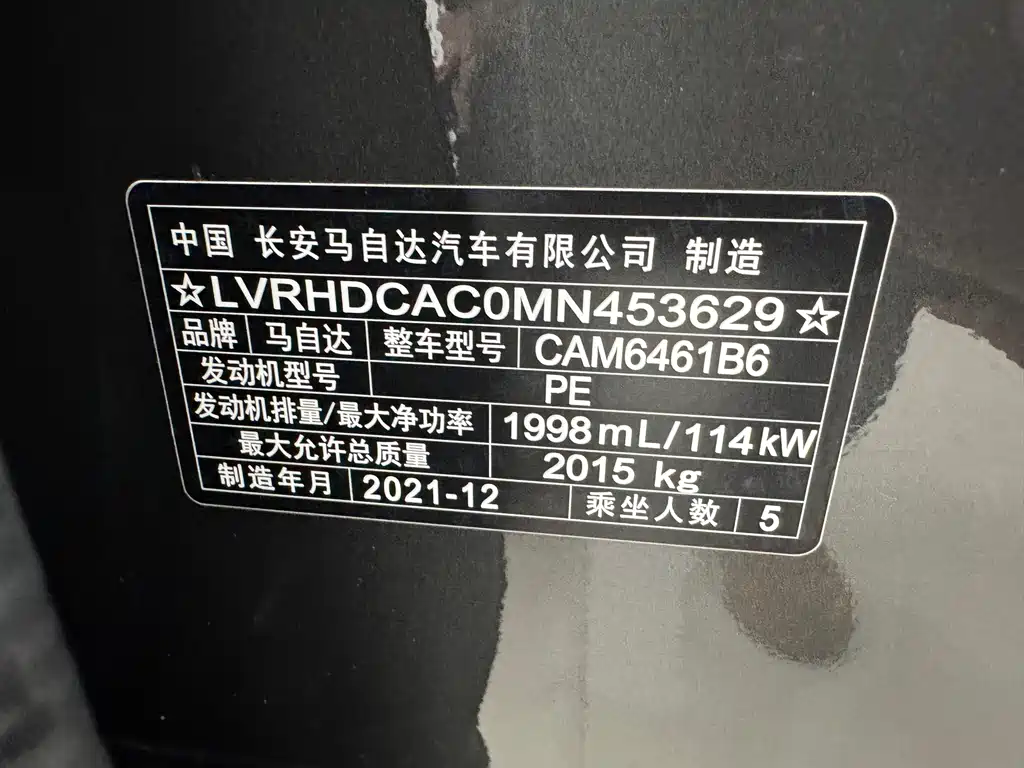 中国 长安马自达汽车有限公司 制造
☆LVRHDCAC0MN453629☆
品牌 马自达 整车型号 CAM6461B6
发动机型号 PE
发动机排量/最大净功率 1998mL/114kW
最大允许总质量 2015 kg
制造年月 2021-12 乘坐人数 5